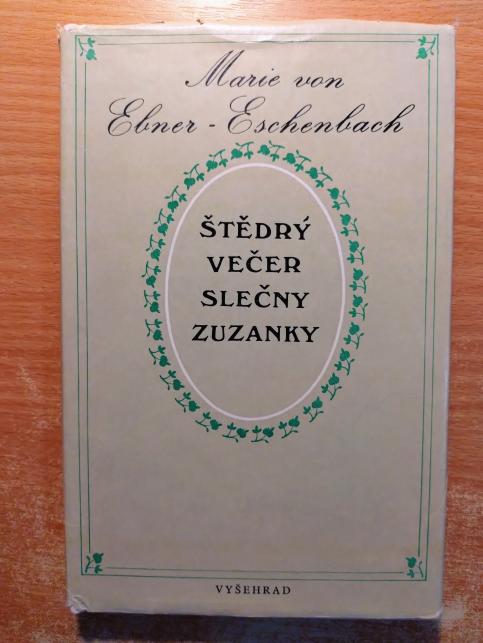 Marie von
Ebner - Eschenbach
ŠTĚDRÝ
VEČER
SLEČNY
ZUZANKY
VYŠEHRAD